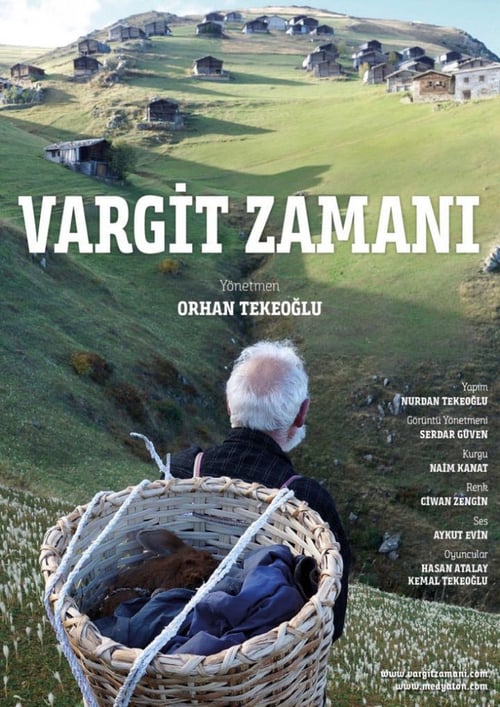 VARGİT ZAMANI
Yönetmen
ORHAN TEKEOĞLU
Yapım
NURDAN TEKEOĞLU
Görüntü Yönetmeni
SERDAR GÜVEN
Kurgu
NAİM KANAT
Renk
CİWAN ZENGİN
Ses
AYKUT EVİN
Oyuncular
HASAN ATALAY
KEMAL TEKEOĞLU
www.vargitzamani.com
www.medyaton.com